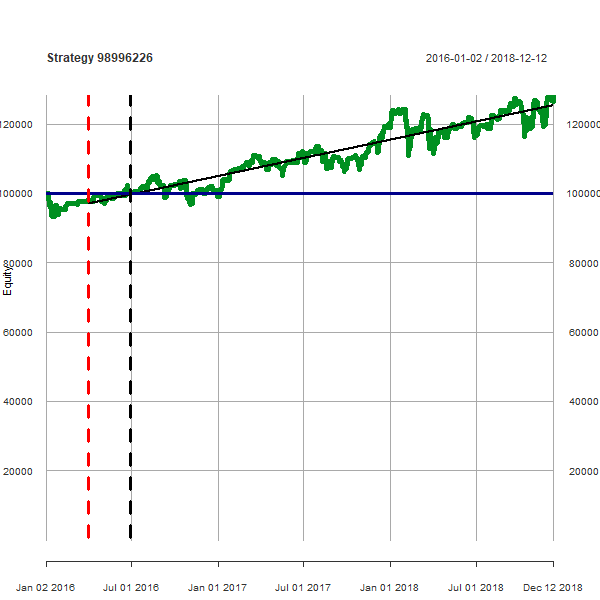 Strategy 98996226
2016-01-02 / 2018-12-12
120000
120000
100000
100000
80000
80000
Equity
60000
60000
40000
40000
20000
20000
Jan 02 2016
Jul 01 2016
Jan 01 2017
Jul 01 2017
Jan 01 2018
Jul 01 2018
Dec 12 2018